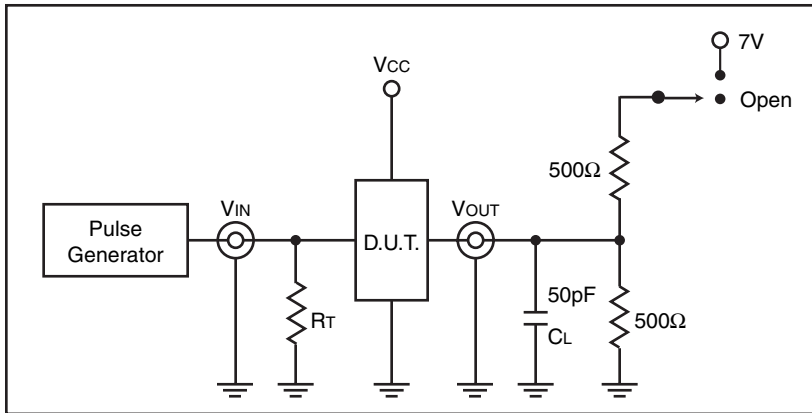 7V
Open
VCC
500Ω
Pulse
Generator
VIN
D.U.T.
VOUT
RT
50pF
CL
500Ω